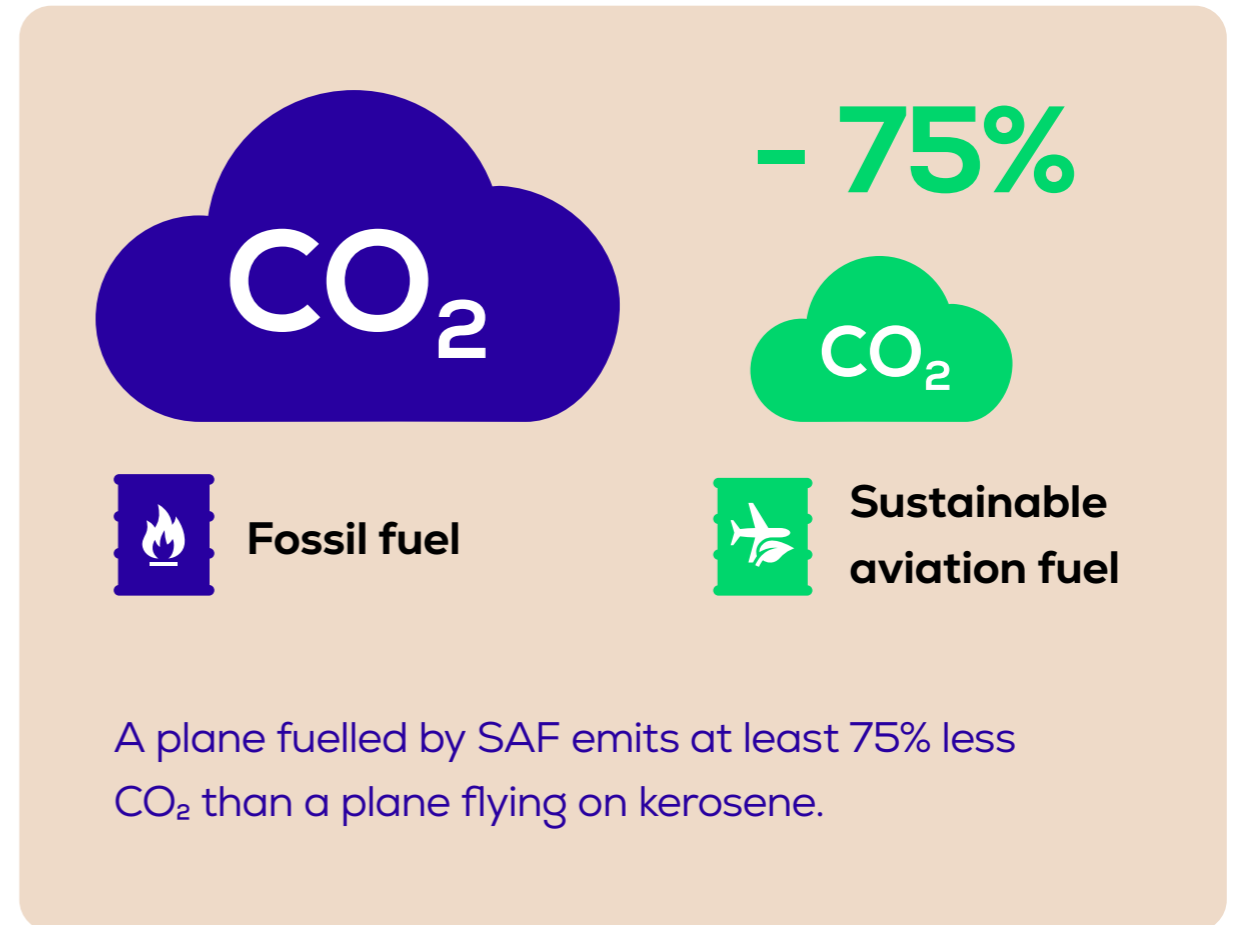 - 75%
CO₂
CO₂
Fossil fuel
Sustainable
aviation fuel
A plane fuelled by SAF emits at least 75% less
CO₂ than a plane flying on kerosene.